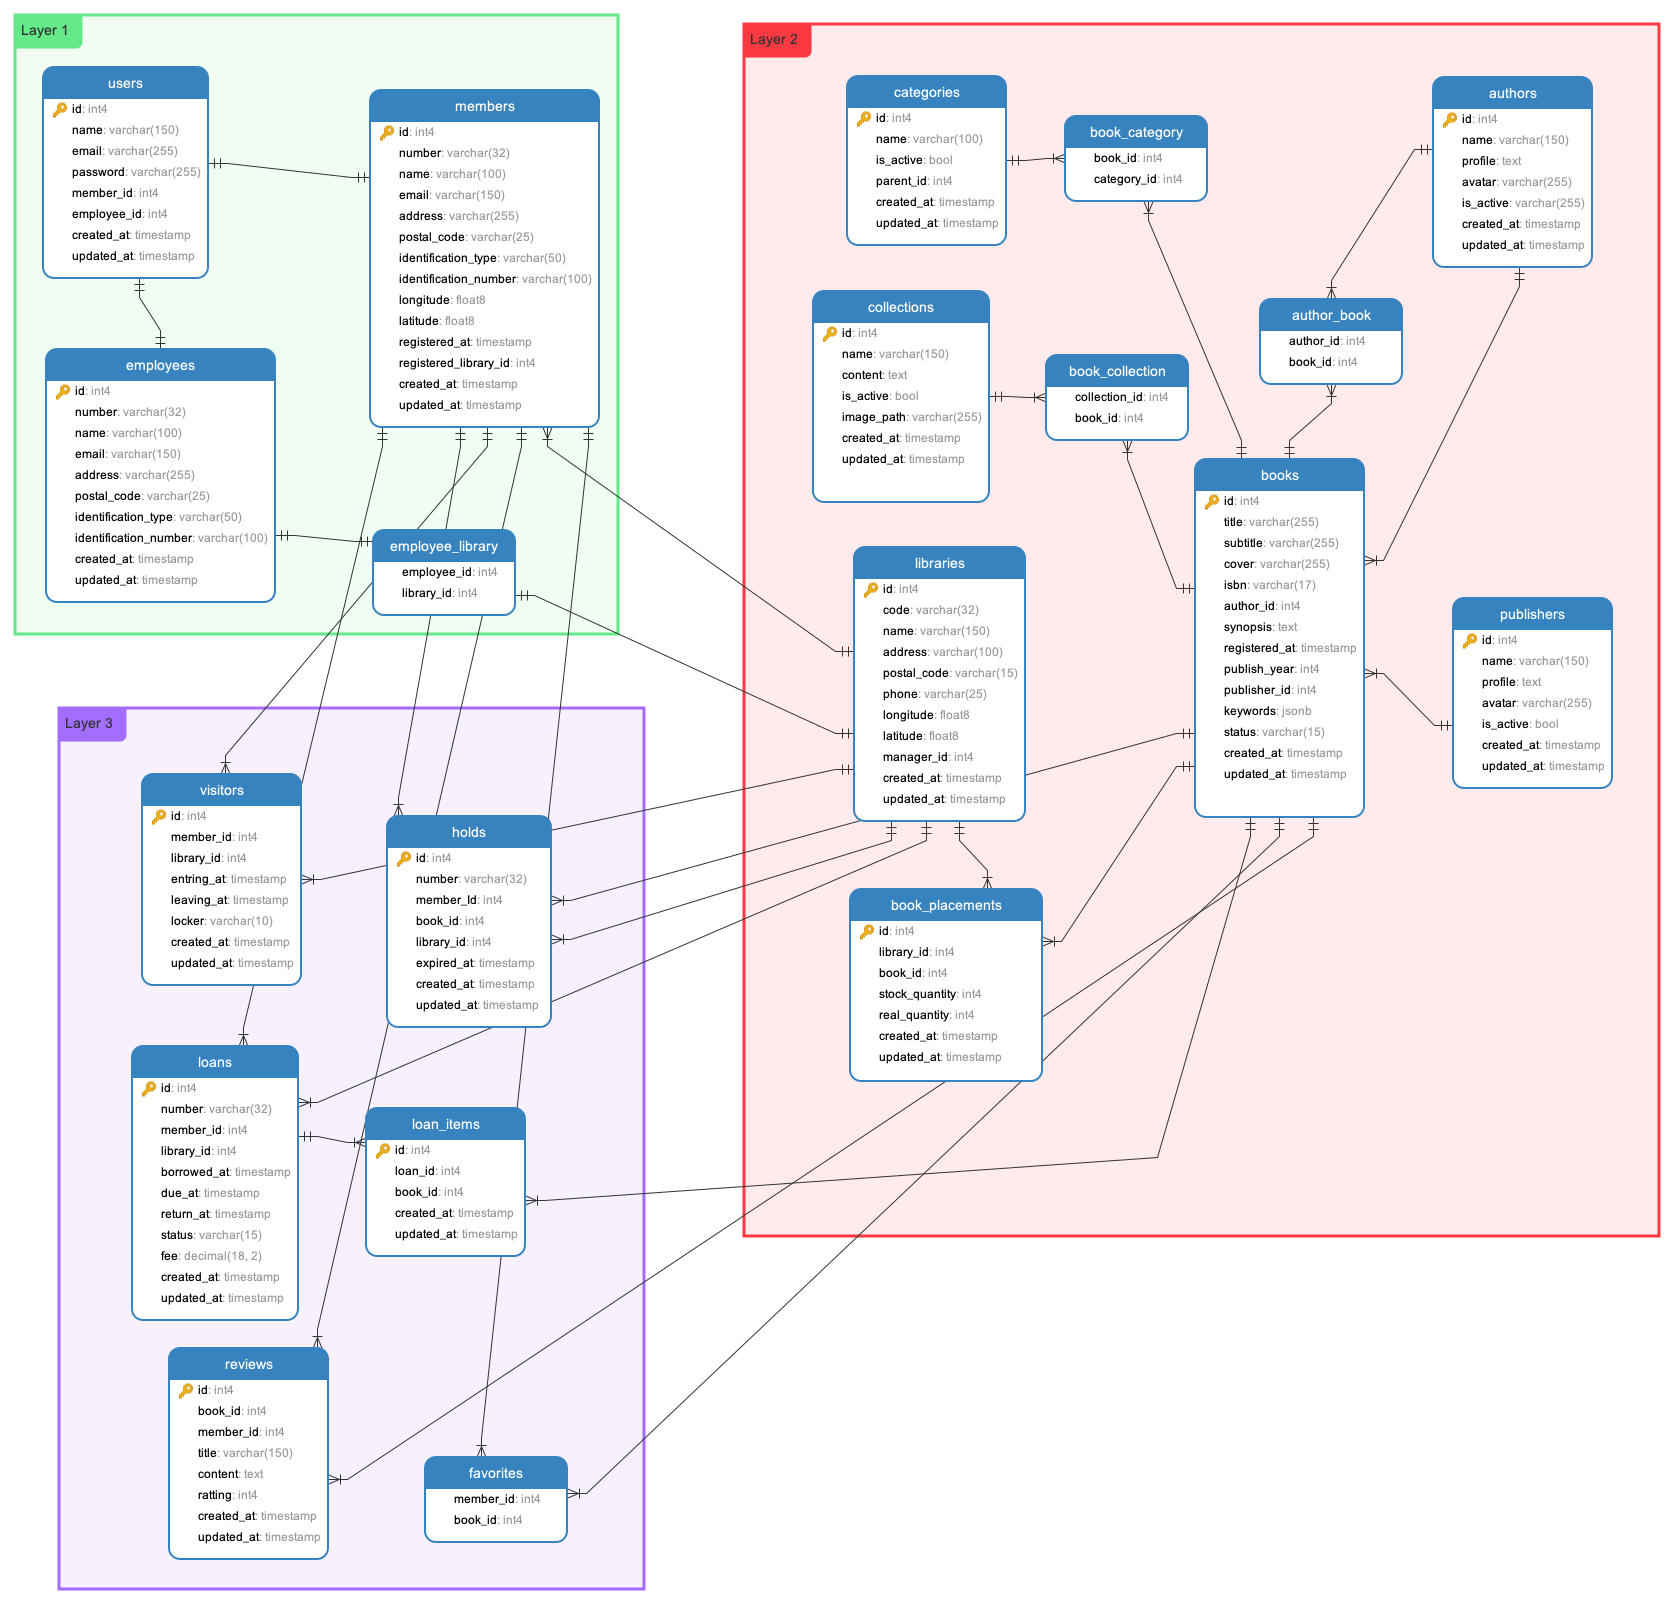 Layer 1
users
id: int4
name: varchar(150)
email: varchar(255)
password: varchar(255)
member_id: int4
employee_id: int4
created_at: timestamp
updated_at: timestamp
members
id: int4
number: varchar(32)
name: varchar(100)
email: varchar(150)
address: varchar(255)
postal_code: varchar(25)
identification_type: varchar(50)
identification_number: varchar(100)
longitude: float8
latitude: float8
registered_at: timestamp
registered_library_id: int4
created_at: timestamp
updated_at: timestamp
employees
id: int4
number: varchar(32)
name: varchar(100)
email: varchar(150)
address: varchar(255)
postal_code: varchar(25)
identification_type: varchar(50)
identification_number: varchar(100)
created_at: timestamp
updated_at: timestamp
employee_library
employee_id: int4
library_id: int4
Layer 2
categories
id: int4
name: varchar(100)
is_active: bool
parent_id: int4
created_at: timestamp
updated_at: timestamp
book_category
book_id: int4
category_id: int4
authors
id: int4
name: varchar(150)
profile: text
avatar: varchar(255)
is_active: varchar(255)
created_at: timestamp
updated_at: timestamp
collections
id: int4
name: varchar(150)
content: text
is_active: bool
image_path: varchar(255)
created_at: timestamp
updated_at: timestamp
book_collection
collection_id: int4
book_id: int4
author_book
author_id: int4
book_id: int4
books
id: int4
title: varchar(255)
subtitle: varchar(255)
cover: varchar(255)
isbn: varchar(17)
author_id: int4
synopsis: text
registered_at: timestamp
publish_year: int4
publisher_id: int4
keywords: jsonb
status: varchar(15)
created_at: timestamp
updated_at: timestamp
libraries
id: int4
code: varchar(32)
name: varchar(150)
address: varchar(100)
postal_code: varchar(15)
phone: varchar(25)
longitude: float8
latitude: float8
manager_id: int4
created_at: timestamp
updated_at: timestamp
publishers
id: int4
name: varchar(150)
profile: text
avatar: varchar(255)
is_active: bool
created_at: timestamp
updated_at: timestamp
book_placements
id: int4
library_id: int4
book_id: int4
stock_quantity: int4
real_quantity: int4
created_at: timestamp
updated_at: timestamp
Layer 3
visitors
id: int4
member_id: int4
library_id: int4
entring_at: timestamp
leaving_at: timestamp
locker: varchar(10)
created_at: timestamp
updated_at: timestamp
holds
id: int4
number: varchar(32)
member_Id: int4
book_id: int4
library_id: int4
expired_at: timestamp
created_at: timestamp
updated_at: timestamp
loans
id: int4
number: varchar(32)
member_id: int4
library_id: int4
borrowed_at: timestamp
due_at: timestamp
return_at: timestamp
status: varchar(15)
fee: decimal(18, 2)
created_at: timestamp
updated_at: timestamp
loan_items
id: int4
loan_id: int4
book_id: int4
created_at: timestamp
updated_at: timestamp
reviews
id: int4
book_id: int4
member_id: int4
title: varchar(150)
content: text
ratting: int4
created_at: timestamp
updated_at: timestamp
favorites
member_id: int4
book_id: int4